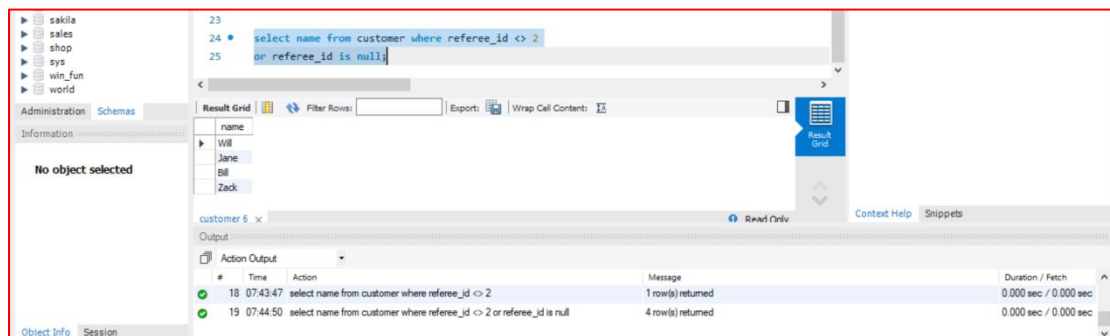 sakila
sales
shop
sys
win_fun
world
Administration Schemas
Information
No object selected
Object Info Session
23
24 select name from customer where referee_id <> 2
25 or referee_id is null;
Result Grid Filter Rows: Export: Wrap Cell Content:
name
Will
Jane
Bill
Zack
Result
Grid
customer 6 Read Only
Context Help Snippets
Output
Action Output
# Time Action Message Duration / Fetch
18 07:43:47 select name from customer where referee_id <> 2 1 row(s) returned 0.000 sec / 0.000 sec
19 07:44:50 select name from customer where referee_id <> 2 or referee_id is null 4 row(s) returned 0.000 sec / 0.000 sec